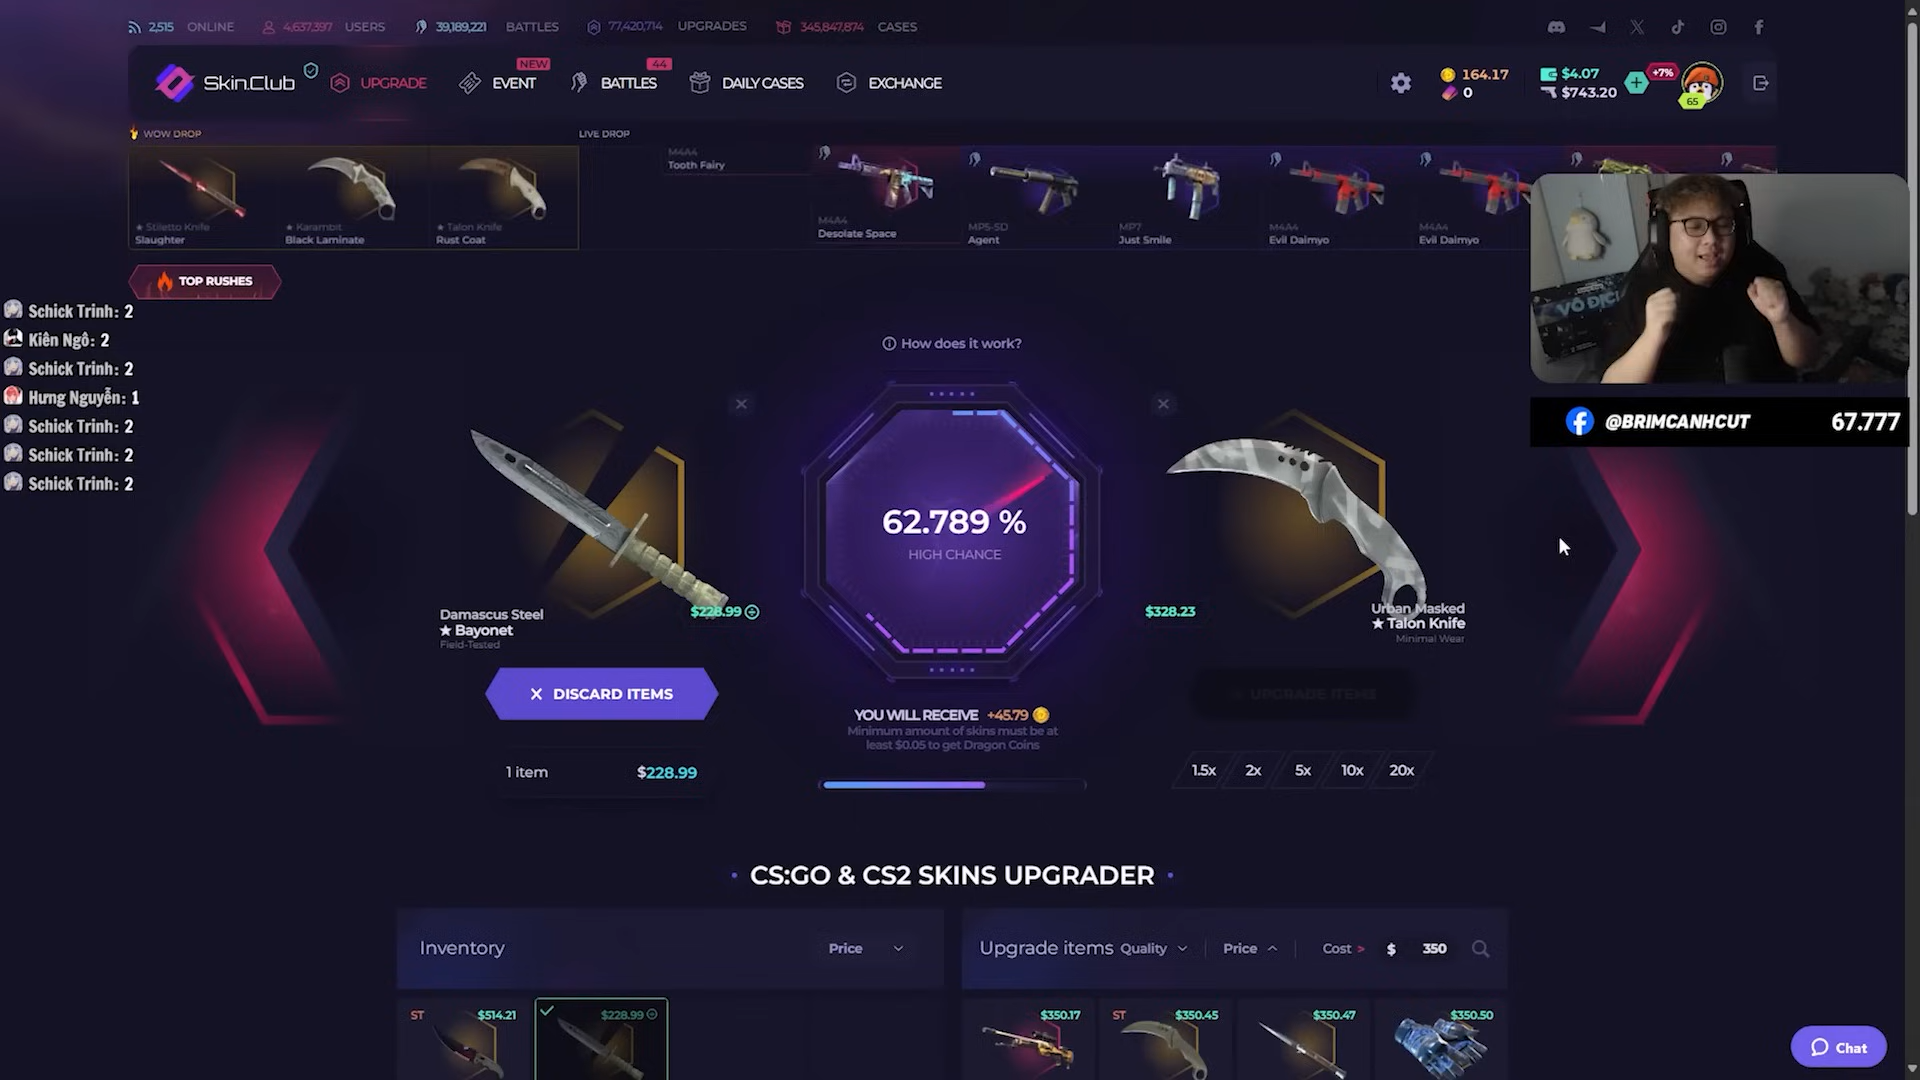 2,515 ONLINE 4,637,397 USERS 39,189,221 BATTLES 77,420,714 UPGRADES 345,847,874 CASES
Skin.Club UPGRADE NEW EVENT 44 BATTLES DAILY CASES EXCHANGE
164.17 $4.07 +7%
0 $743.20 65
WOW DROP LIVE DROP
★ Stiletto Knife
Slaughter
★ Karambit
Black Laminate
★ Talon Knife
Rust Coat
M4A4
Tooth Fairy
M4A4
Desolate Space
MP5-SD
Agent
MP7
Just Smile
M4A4
Evil Daimyo
M4A4
Evil Daimyo
TOP RUSHES
VÔ ĐỊCH
Schick Trinh: 2
Kiên Ngô: 2
Schick Trinh: 2
Hưng Nguyễn: 1
Schick Trinh: 2
Schick Trinh: 2
Schick Trinh: 2
@BRIMCANHCUT 67.777
How does it work?
62.789 %
HIGH CHANCE
Damascus Steel
★ Bayonet
Field-Tested
$228.99
$328.23
Urban Masked
★ Talon Knife
Minimal Wear
DISCARD ITEMS
UPGRADE ITEMS
YOU WILL RECEIVE +45.79
Minimum amount of skins must be at
least $0.05 to get Dragon Coins
1 item $228.99
1.5x 2x 5x 10x 20x
CS:GO & CS2 SKINS UPGRADER
Inventory Price
Upgrade items Quality Price Cost > $ 350
ST $514.21
$228.99
$350.17
ST $350.45
$350.47
$350.50
Chat